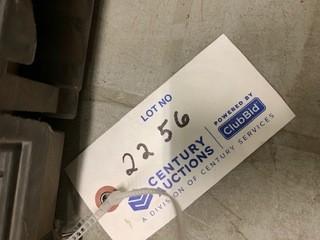 LOT NO
2256
CENTURY
AUCTIONS
A DIVISION OF CENTURY SERVICES
POWERED BY
ClubBid